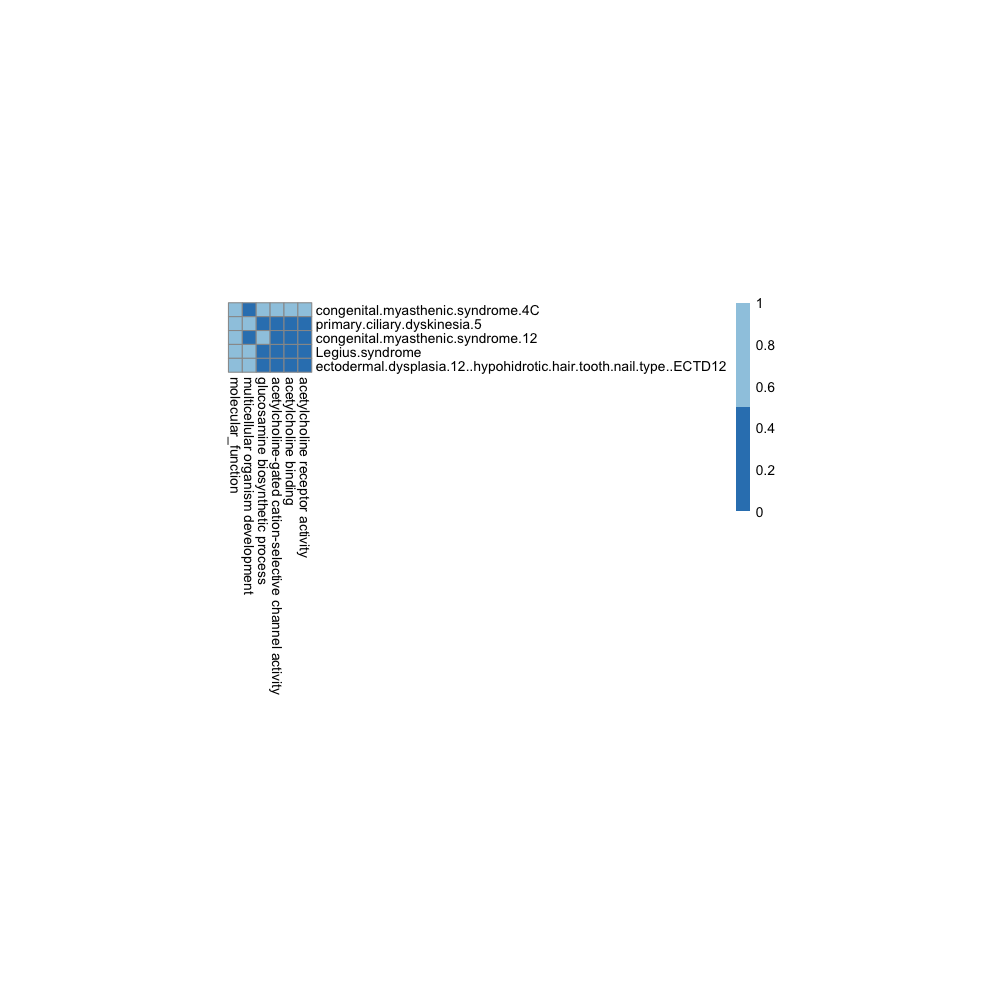 congenital.myasthenic.syndrome.4C
primary.ciliary.dyskinesia.5
congenital.myasthenic.syndrome.12
Legius.syndrome
ectodermal.dysplasia.12..hypohidrotic.hair.tooth.nail.type..ECTD12
molecular_function
multicellular organism development
glucosamine biosynthetic process
acetylcholine-gated cation-selective channel activity
acetylcholine binding
acetylcholine receptor activity
1
0.8
0.6
0.4
0.2
0